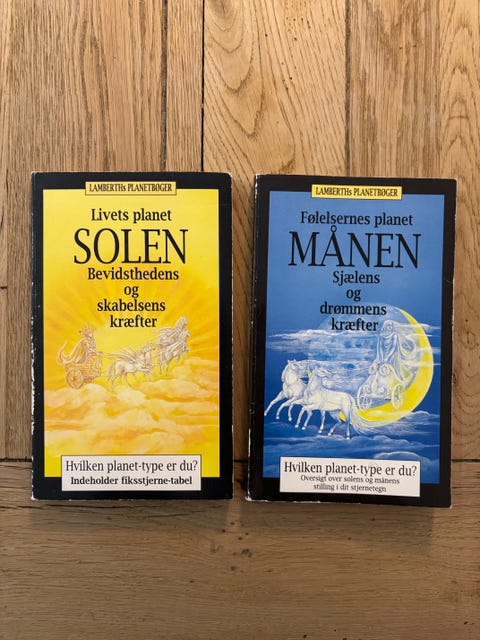 LAMBERTHs PLANETBØGER
Livets planet
SOLEN
Bevidsthedens
og
skabelsens
kræfter
Hvilken planet-type er du?
Indeholder fiksstjerne-tabel
LAMBERTHs PLANETBØGER
Følelsernes planet
MÅNEN
Sjælens
og
drømmens
kræfter
Hvilken planet-type er du?
Oversigt over solens og månens
stilling i dit stjernetegn